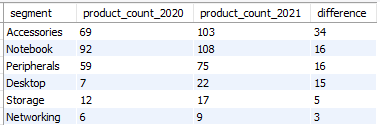 segment product_count_2020 product_count_2021 difference
Accessories 69 103 34
Notebook 92 108 16
Peripherals 59 75 16
Desktop 7 22 15
Storage 12 17 5
Networking 6 9 3